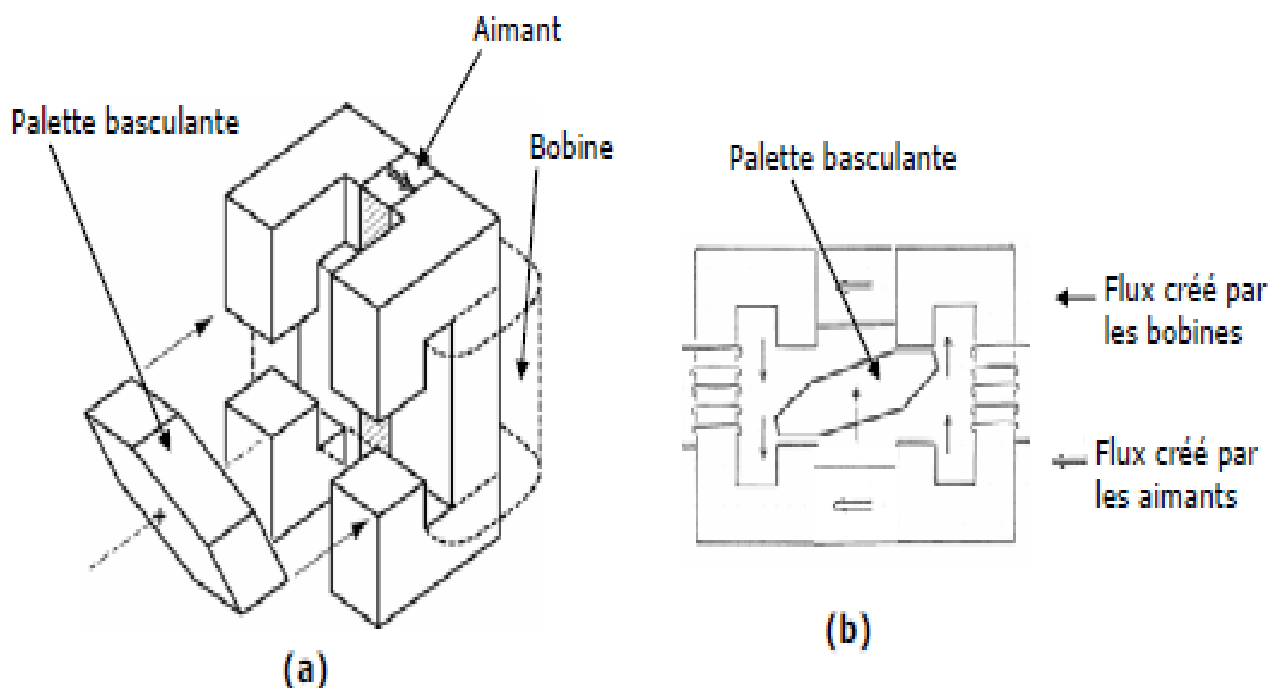 Aimant
Palette basculante
Bobine
(a)
Palette basculante
Flux créé par
les bobines
Flux créé par
les aimants
(b)